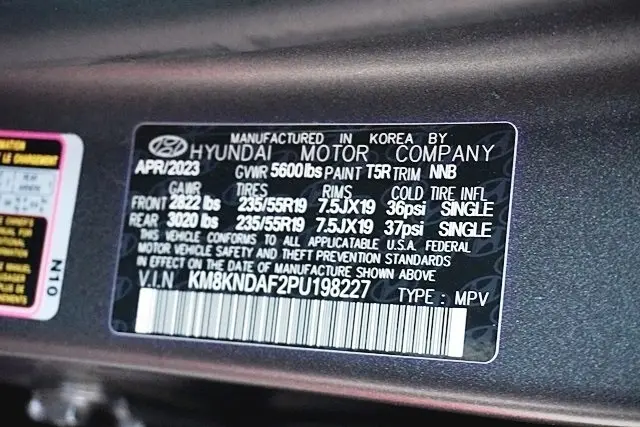 MANUFACTURED IN KOREA BY
HYUNDAI MOTOR COMPANY
APR/2023 GVWR 5600lbs PAINT T5R TRIM NNB
GAWR TIRES RIMS COLD TIRE INFL
FRONT 2822 lbs 235/55R19 7.5JX19 36psi SINGLE
REAR 3020 lbs 235/55R19 7.5JX19 37psi SINGLE
THIS VEHICLE CONFORMS TO ALL APPLICABLE U.S.A. FEDERAL
MOTOR VEHICLE SAFETY AND THEFT PREVENTION STANDARDS
IN EFFECT ON THE DATE OF MANUFACTURE SHOWN ABOVE
V.I.N KM8KNDAF2PU198227 TYPE : MPV
LE CHARGEMENT